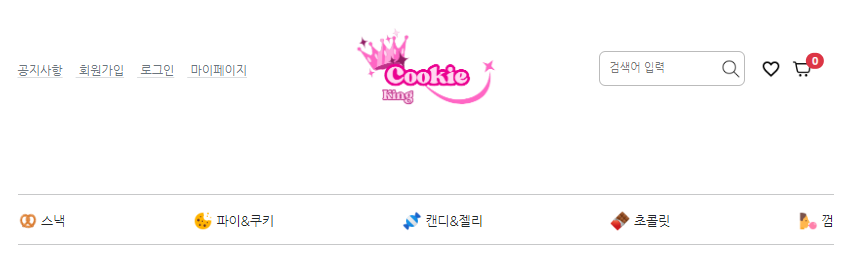 공지사항 회원가입 로그인 마이페이지
Cookie
King
검색어 입력
0
스낵 파이&쿠키 캔디&젤리 초콜릿 껌